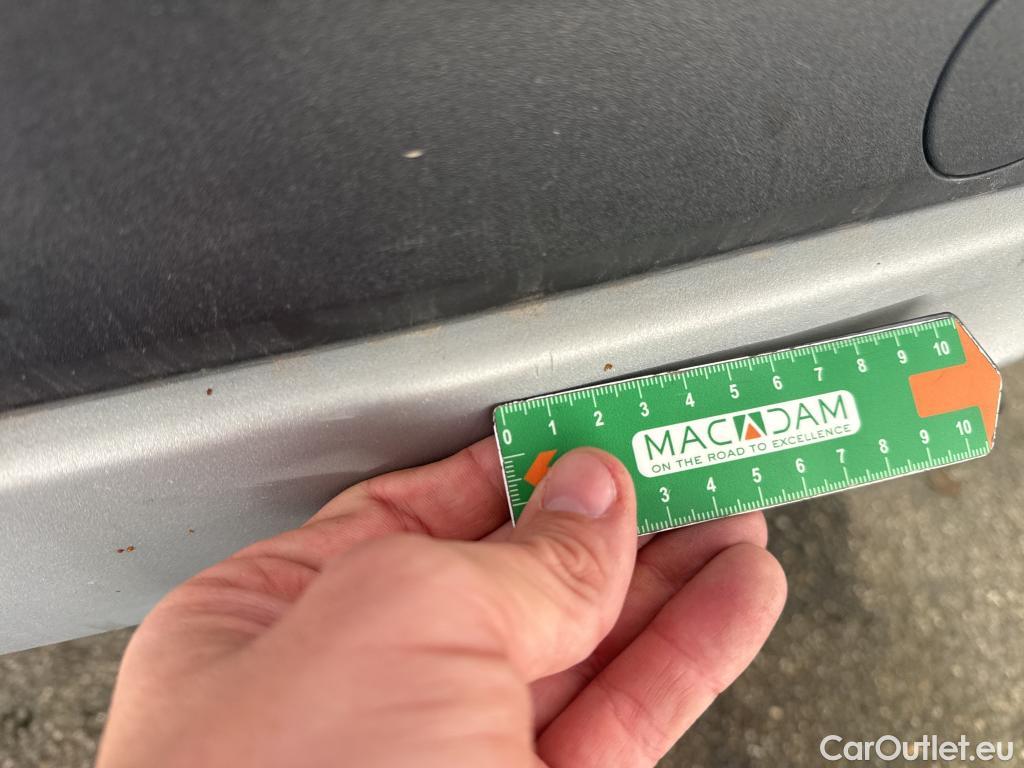 0 1 2 3 4 5 6 7 8 9 10
MACADAM
ON THE ROAD TO EXCELLENCE
3 4 5 6 7 8 9 10
CarOutlet.eu